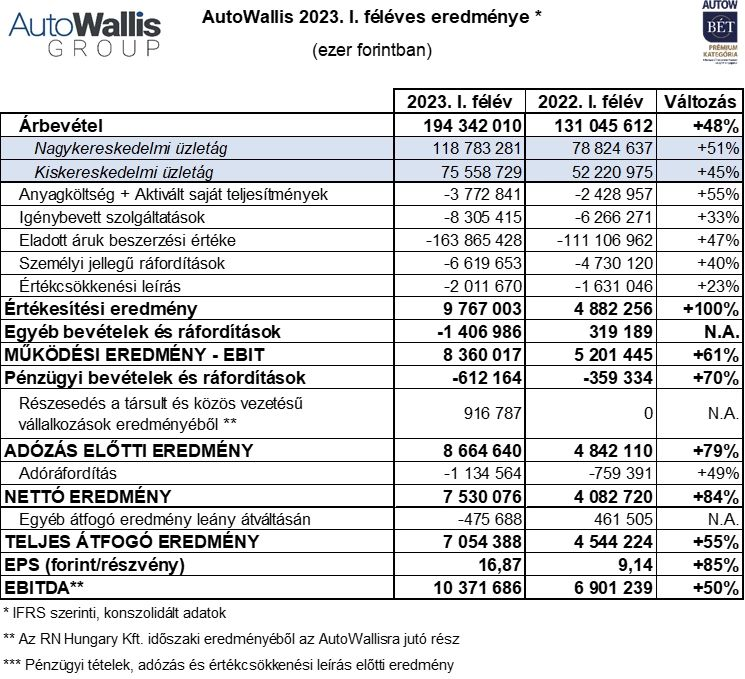 AutoWallis
GROUP
AutoWallis 2023. I. féléves eredménye *
(ezer forintban)
AUTOW
BÉT
PRÉMIUM
KATEGÓRIA
2023. I. félév 2022. I. félév Változás
Árbevétel 194 342 010 131 045 612 +48%
Nagykereskedelmi üzletág 118 783 281 78 824 637 +51%
Kiskereskedelmi üzletág 75 558 729 52 220 975 +45%
Anyagköltség + Aktivált saját teljesítmények -3 772 841 -2 428 957 +55%
Igénybevett szolgáltatások -8 305 415 -6 266 271 +33%
Eladott áruk beszerzési értéke -163 865 428 -111 106 962 +47%
Személyi jellegű ráfordítások -6 619 653 -4 730 120 +40%
Értékcsökkenési leírás -2 011 670 -1 631 046 +23%
Értékesítési eredmény 9 767 003 4 882 256 +100%
Egyéb bevételek és ráfordítások -1 406 986 319 189 N.A.
MŰKÖDÉSI EREDMÉNY - EBIT 8 360 017 5 201 445 +61%
Pénzügyi bevételek és ráfordítások -612 164 -359 334 +70%
Részesedés a társult és közös vezetésű
vállalkozások eredményéből ** 916 787 0 N.A.
ADÓZÁS ELŐTTI EREDMÉNY 8 664 640 4 842 110 +79%
Adóráfordítás -1 134 564 -759 391 +49%
NETTÓ EREDMÉNY 7 530 076 4 082 720 +84%
Egyéb átfogó eredmény leány átváltásán -475 688 461 505 N.A.
TELJES ÁTFOGÓ EREDMÉNY 7 054 388 4 544 224 +55%
EPS (forint/részvény) 16,87 9,14 +85%
EBITDA** 10 371 686 6 901 239 +50%
* IFRS szerinti, konszolidált adatok
** Az RN Hungary Kft. időszaki eredményéből az AutoWallisra jutó rész
*** Pénzügyi tételek, adózás és értékcsökkenési leírás előtti eredmény